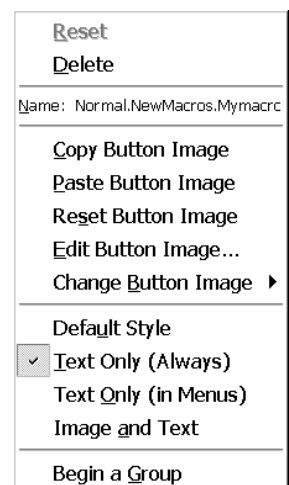 Reset
Delete
Name: Normal.NewMacros.Mymacrc
Copy Button Image
Paste Button Image
Reset Button Image
Edit Button Image...
Change Button Image
Default Style
Text Only (Always)
Text Only (in Menus)
Image and Text
Begin a Group